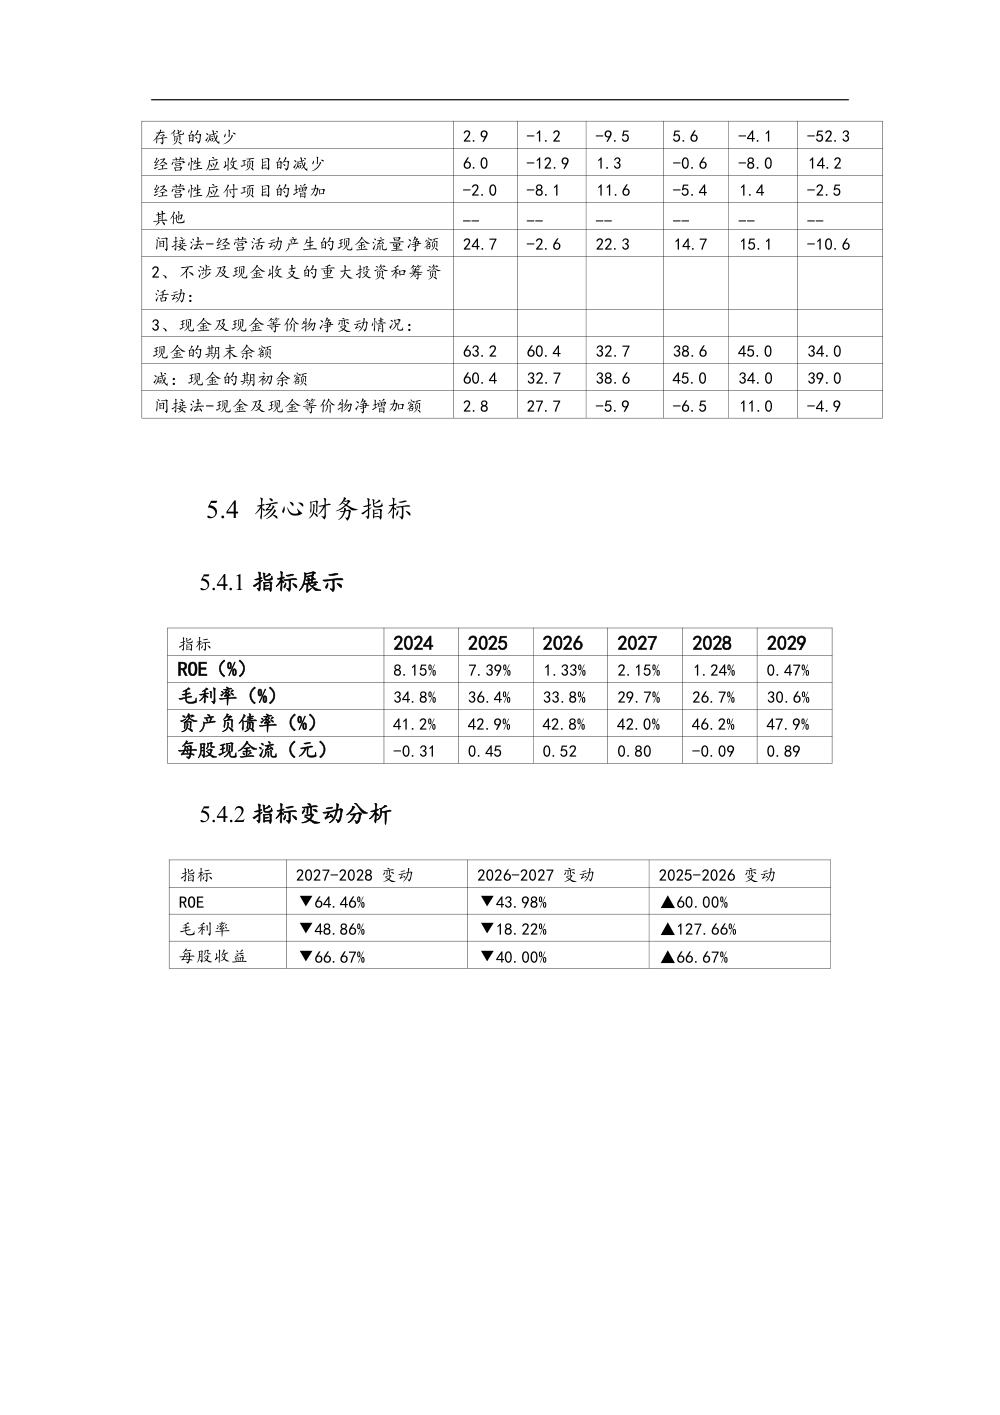 存货的减少 2.9 -1.2 -9.5 5.6 -4.1 -52.3
经营性应收项目的减少 6.0 -12.9 1.3 -0.6 -8.0 14.2
经营性应付项目的增加 -2.0 -8.1 11.6 -5.4 1.4 -2.5
其他 -- -- -- -- -- --
间接法-经营活动产生的现金流量净额 24.7 -2.6 22.3 14.7 15.1 -10.6
2、不涉及现金收支的重大投资和筹资
活动：
3、现金及现金等价物净变动情况：
现金的期末余额 63.2 60.4 32.7 38.6 45.0 34.0
减：现金的期初余额 60.4 32.7 38.6 45.0 34.0 39.0
间接法-现金及现金等价物净增加额 2.8 27.7 -5.9 -6.5 11.0 -4.9
5.4 核心财务指标
5.4.1 指标展示
指标 2024 2025 2026 2027 2028 2029
ROE（%） 8.15% 7.39% 1.33% 2.15% 1.24% 0.47%
毛利率（%） 34.8% 36.4% 33.8% 29.7% 26.7% 30.6%
资产负债率（%） 41.2% 42.9% 42.8% 42.0% 46.2% 47.9%
每股现金流（元） -0.31 0.45 0.52 0.80 -0.09 0.89
5.4.2 指标变动分析
指标 2027-2028 变动 2026-2027 变动 2025-2026 变动
ROE ▼64.46% ▼43.98% ▲60.00%
毛利率 ▼48.86% ▼18.22% ▲127.66%
每股收益 ▼66.67% ▼40.00% ▲66.67%